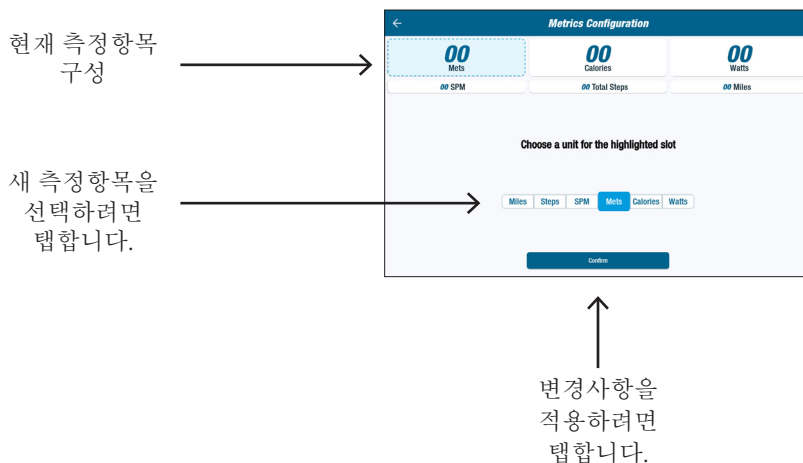 현재 측정항목
구성
새 측정항목을
선택하려면
탭합니다.
Metrics Configuration
00 00 00
Mets Calories Watts
00 SPM 00 Total Steps 00 Miles
Choose a unit for the highlighted slot
Miles Steps SPM Mets Calories Watts
Confirm
변경사항을
적용하려면
탭합니다.